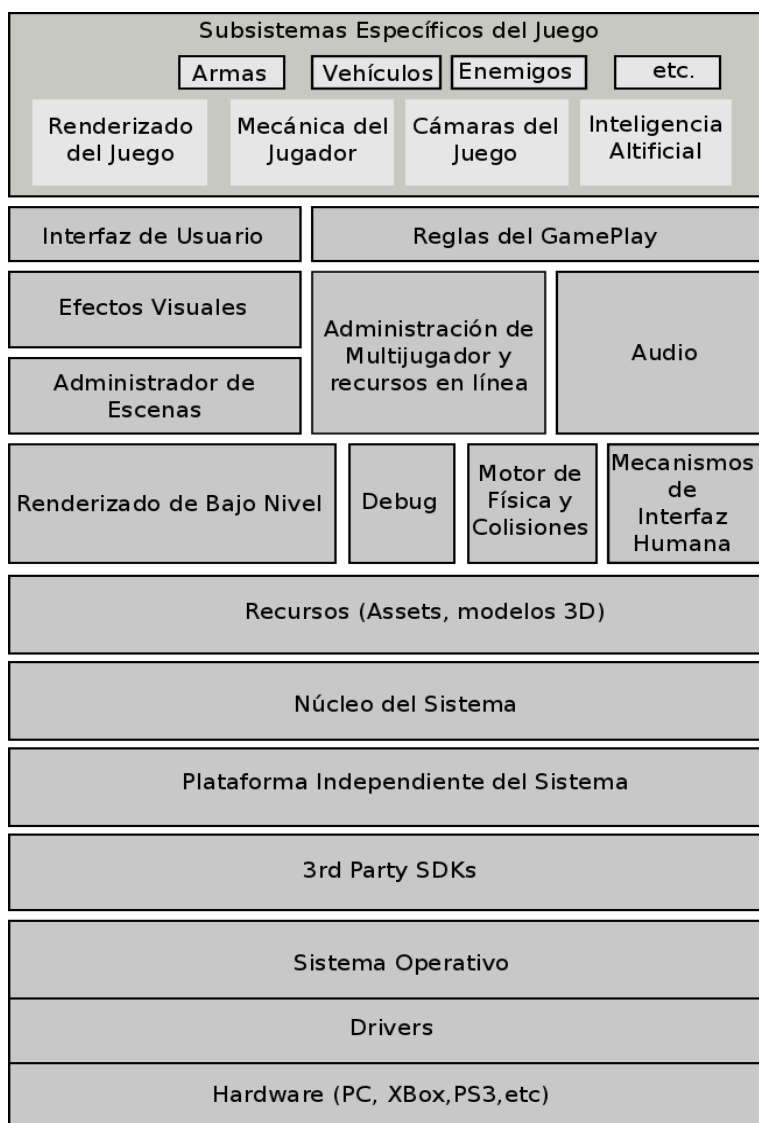 Subsistemas Específicos del Juego
Armas
Vehículos
Enemigos
etc.
Renderizado
del Juego
Mecánica del
Jugador
Cámaras del
Juego
Inteligencia
Altificial
Interfaz de Usuario
Reglas del GamePlay
Efectos Visuales
Administrador de
Escenas
Administración de
Multijugador y
recursos en línea
Audio
Renderizado de Bajo Nivel
Debug
Motor de
Física y
Colisiones
Mecanismos
de
Interfaz
Humana
Recursos (Assets, modelos 3D)
Núcleo del Sistema
Plataforma Independiente del Sistema
3rd Party SDKs
Sistema Operativo
Drivers
Hardware (PC, XBox,PS3,etc)